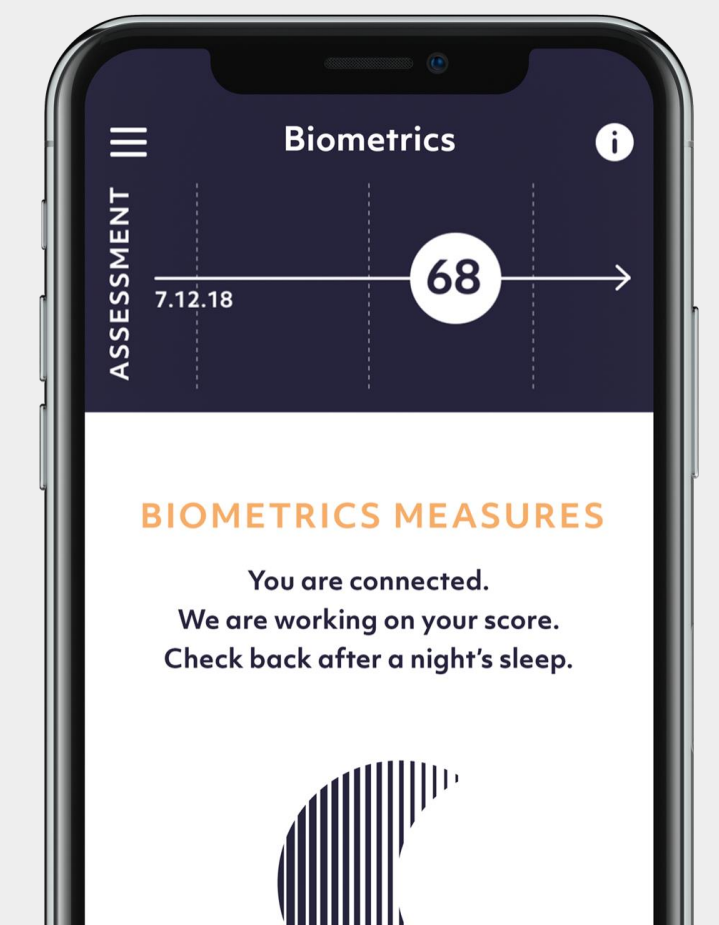 Biometrics
i
ASSESSMENT
68
7.12.18
BIOMETRICS MEASURES
You are connected.
We are working on your score.
Check back after a night's sleep.